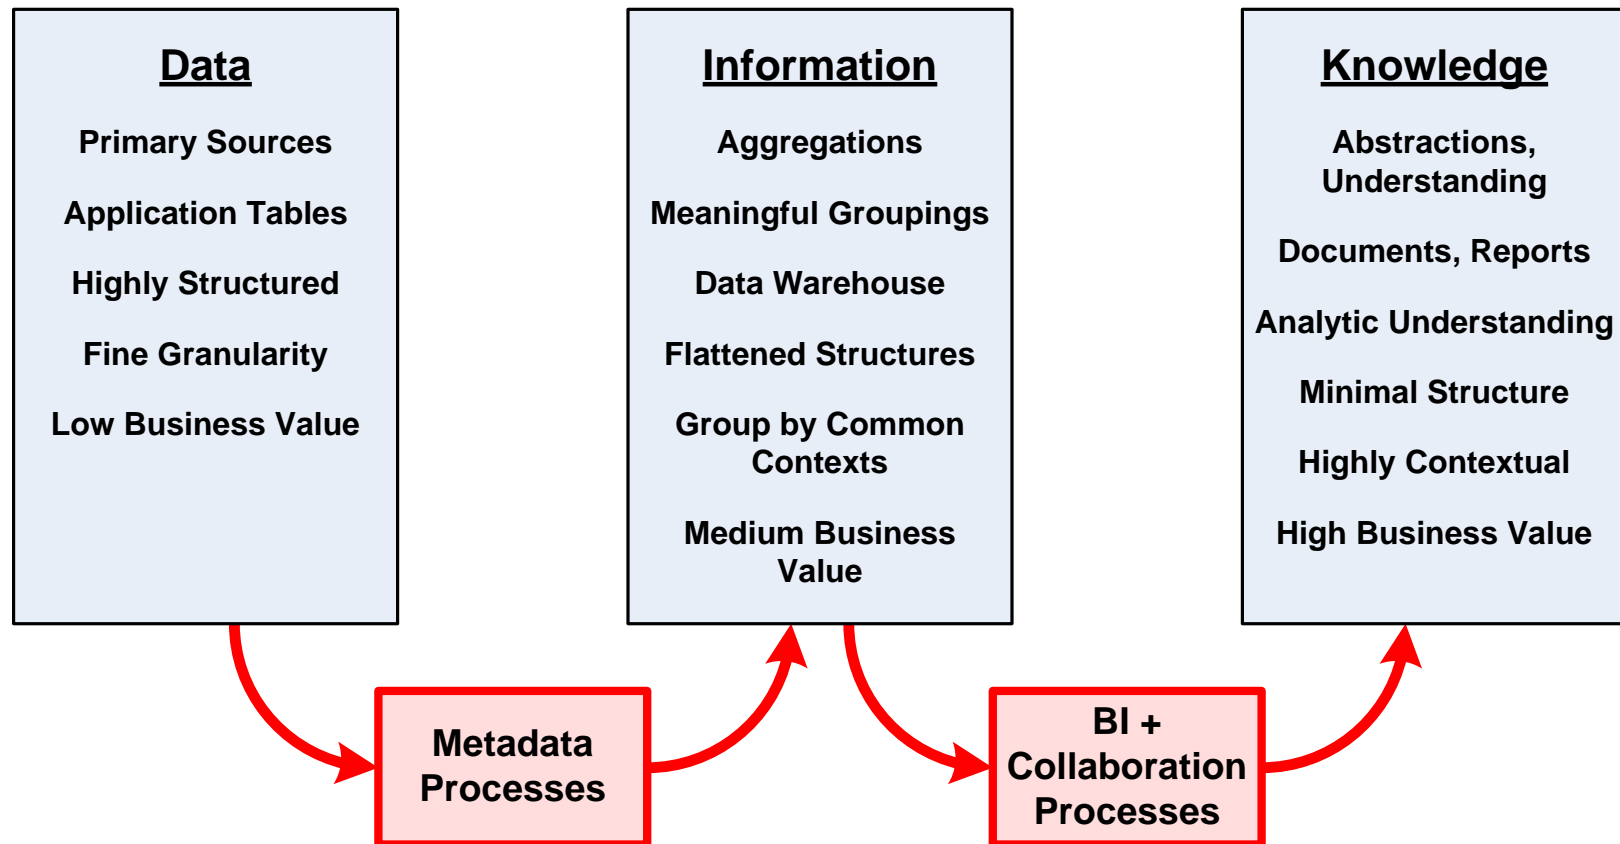 Data
Primary Sources
Application Tables
Highly Structured
Fine Granularity
Low Business Value
Information
Aggregations
Meaningful Groupings
Data Warehouse
Flattened Structures
Group by Common
Contexts
Medium Business
Value
Knowledge
Abstractions,
Understanding
Documents, Reports
Analytic Understanding
Minimal Structure
Highly Contextual
High Business Value
Metadata
Processes
BI +
Collaboration
Processes